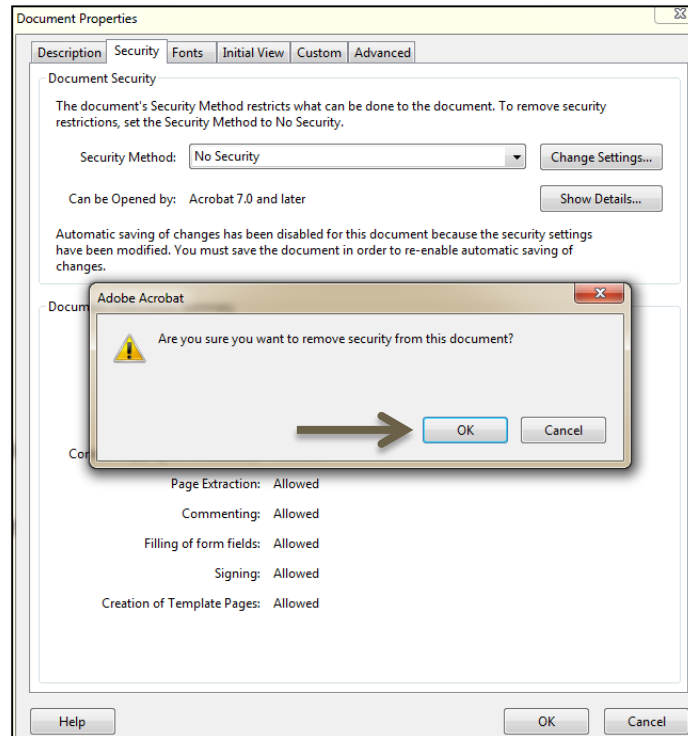 Document Properties
Description Security Fonts Initial View Custom Advanced
Document Security
The document's Security Method restricts what can be done to the document. To remove security
restrictions, set the Security Method to No Security.
Security Method: No Security Change Settings...
Can be Opened by: Acrobat 7.0 and later Show Details...
Automatic saving of changes has been disabled for this document because the security settings
have been modified. You must save the document in order to re-enable automatic saving of
changes.
Adobe Acrobat
Are you sure you want to remove security from this document?
OK Cancel
Page Extraction: Allowed
Commenting: Allowed
Filling of form fields: Allowed
Signing: Allowed
Creation of Template Pages: Allowed
Help OK Cancel